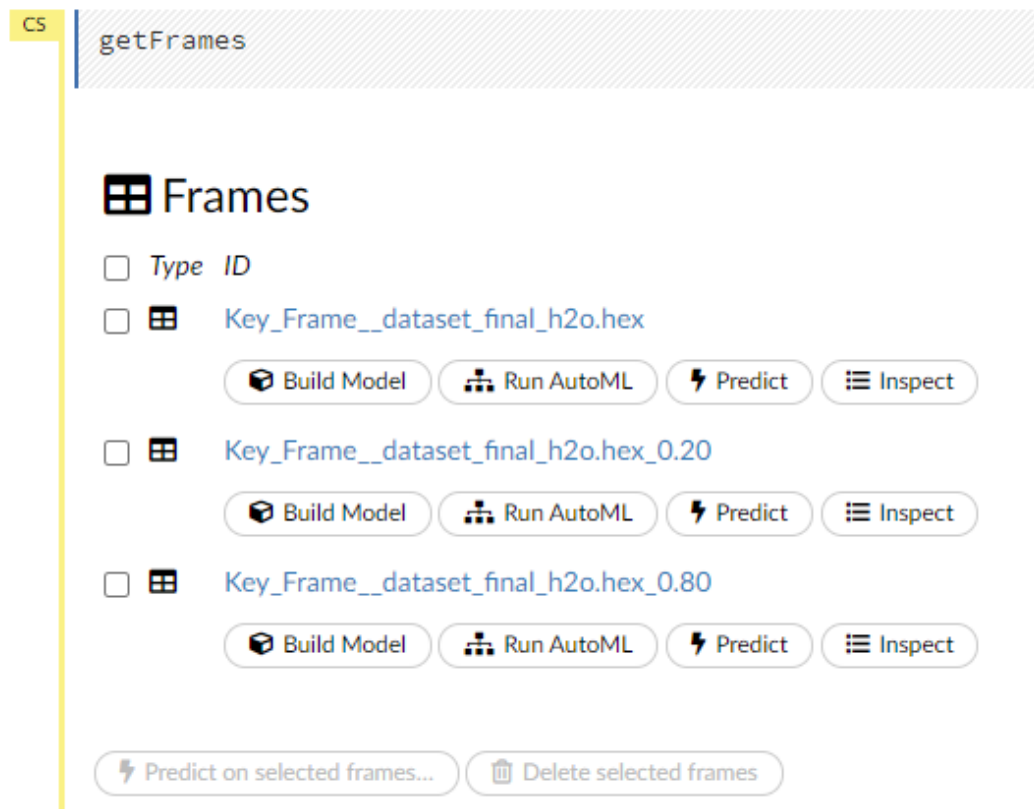 CS
getFrames
Frames
Type ID
Key_Frame__dataset_final_h2o.hex
Build Model Run AutoML Predict Inspect
Key_Frame__dataset_final_h2o.hex_0.20
Build Model Run AutoML Predict Inspect
Key_Frame__dataset_final_h2o.hex_0.80
Build Model Run AutoML Predict Inspect
Predict on selected frames... Delete selected frames